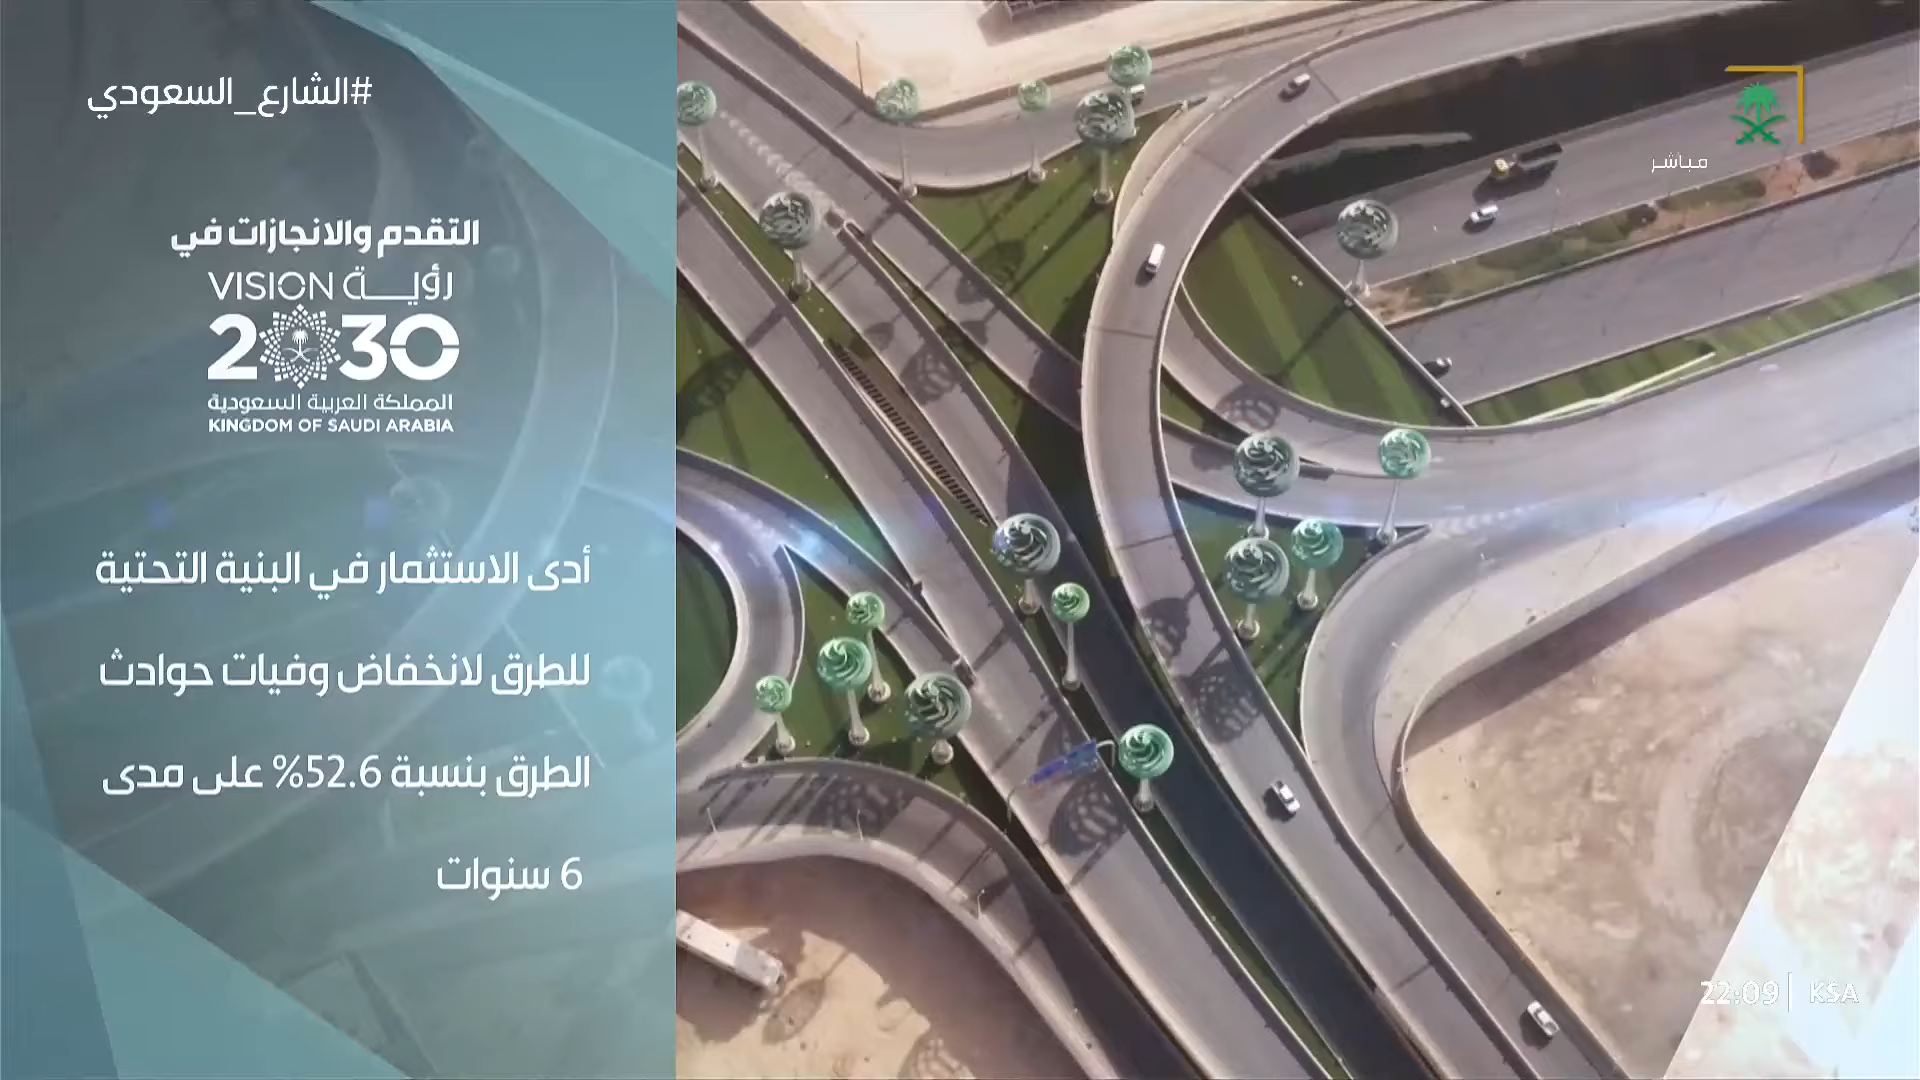 #الشارع_السعودي
التقدم والانجازات في
VISION رؤيــة
2030
المملكة العربية السعودية
KINGDOM OF SAUDI ARABIA
أدى الاستثمار في البنية التحتية
للطرق لانخفاض وفيات حوادث
الطرق بنسبة 52.6% على مدى
6 سنوات
مباشر
22:09 | KSA